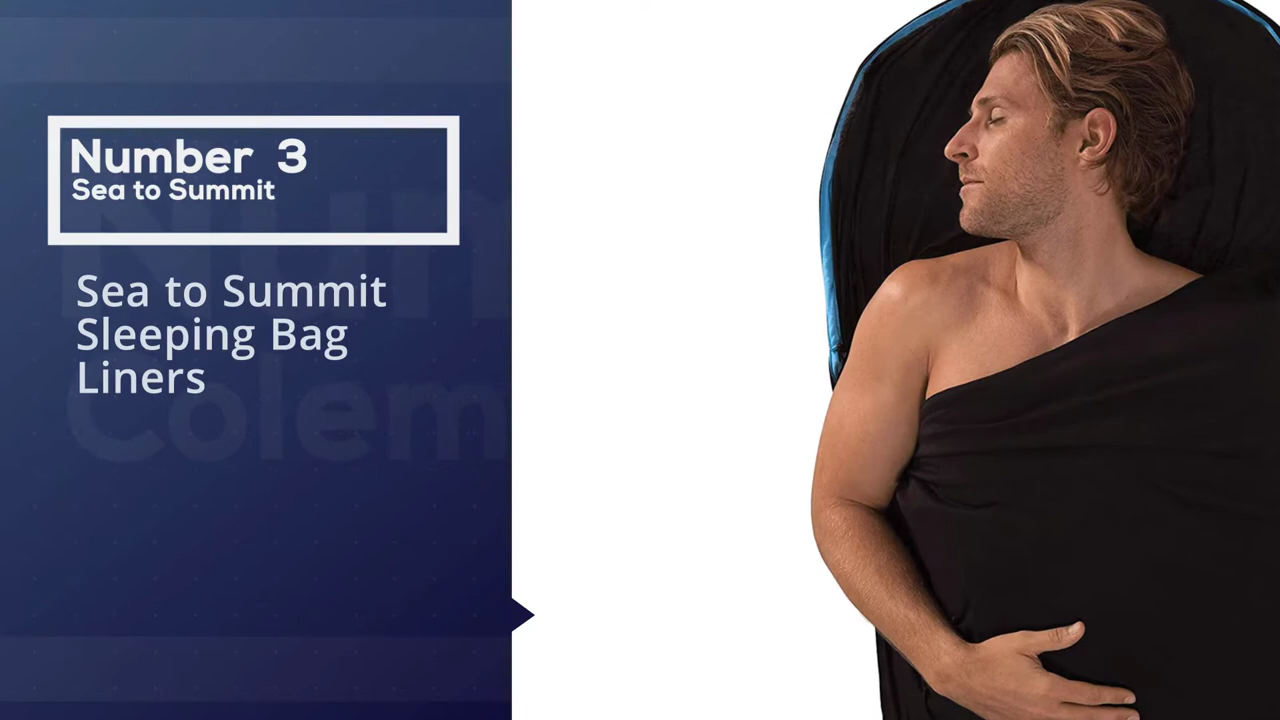 Number 3
Sea to Summit
Sea to Summit
Sleeping Bag
Liners